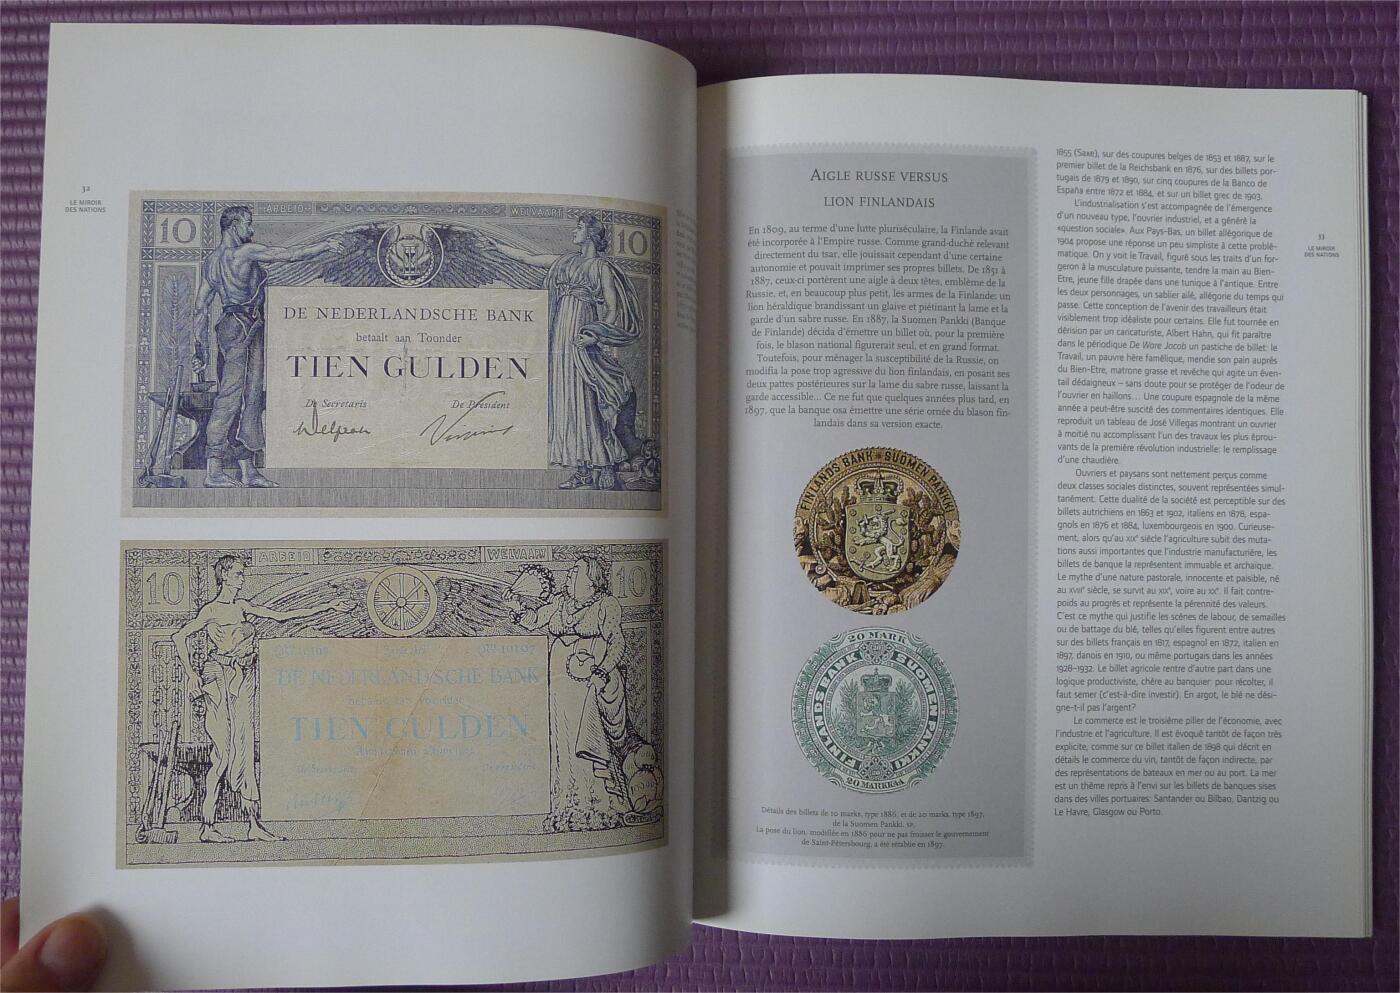 32
LE MIROIR
DES NATIONS
ARBEID
WELVAART
10
10
DE NEDERLANDSCHE BANK
betaalt aan Toonder
TIEN GULDEN
De Secretaris
De President
ARBEID
WELVAART
10
10
DE NEDERLANDSCHE BANK
betaalt aan Toonder
TIEN GULDEN
AIGLE RUSSE VERSUS
LION FINLANDAIS
En 1809, au terme d'une lutte pluriséculaire, la Finlande avait
été incorporée à l'Empire russe. Comme grand-duché relevant
directement du tsar, elle jouissait cependant d'une certaine
autonomie et pouvait imprimer ses propres billets. De 1851 à
1887, ceux-ci portèrent une aigle à deux têtes, emblème de la
Russie, et, en beaucoup plus petit, les armes de la Finlande: un
lion héraldique brandissant un glaive et piétinant la lame et la
garde d'un sabre russe. En 1887, la Suomen Pankki (Banque
de Finlande) décida d'émettre un billet où, pour la première
fois, le blason national figurerait seul, et en grand format.
Toutefois, pour ménager la susceptibilité de la Russie, on
modifia la pose trop agressive du lion finlandais, en posant ses
deux pattes postérieures sur la lame du sabre russe, laissant la
garde accessible... Ce ne fut que quelques années plus tard, en
1897, que la banque osa émettre une série ornée du blason fin-
landais dans sa version exacte.
FINLANDS BANK SUOMEN PANKKI
20 MARK
FINLANDS BANK SUOMEN PANKKI
20 MARKKAA
Détails des billets de 10 marks, type 1886, et de 20 marks, type 1897,
de la Suomen Pankki.
La pose du lion, modifiée en 1886 pour ne pas froisser le gouvernement
de Saint-Pétersbourg, a été rétablie en 1897.
1855 (Saxe), sur des coupures belges de 1853 et 1887, sur le
premier billet de la Reichsbank en 1876, sur des billets por-
tugais de 1879 et 1890, sur cinq coupures de la Banco de
España entre 1872 et 1884, et sur un billet grec de 1903.
L'industrialisation s'est accompagnée de l'émergence
d'un nouveau type, l'ouvrier industriel, et a généré la
«question sociale». Aux Pays-Bas, un billet allégorique de
1904 propose une réponse un peu simpliste à cette problé-
matique. On y voit le Travail, figuré sous les traits d'un for-
geron à la musculature puissante, tendre la main au Bien-
Etre, jeune fille drapée dans une tunique à l'antique. Entre
les deux personnages, un sablier ailé, allégorie du temps qui
passe. Cette conception de l'avenir des travailleurs était
visiblement trop idéaliste pour certains. Elle fut tournée en
dérision par un caricaturiste, Albert Hahn, qui fit paraître
dans le périodique De Ware Jacob un pastiche de billet: le
Travail, un pauvre hère famélique, mendie son pain auprès
du Bien-Etre, matrone grasse et revêche qui agite un éven-
tail dédaigneux – sans doute pour se protéger de l'odeur de
l'ouvrier en haillons... Une coupure espagnole de la même
année a peut-être suscité des commentaires identiques. Elle
reproduit un tableau de José Villegas montrant un ouvrier
à moitié nu accomplissant l'un des travaux les plus éprou-
vants de la première révolution industrielle: le remplissage
d'une chaudière.
Ouvriers et paysans sont nettement perçus comme
deux classes sociales distinctes, souvent représentées simul-
tanément. Cette dualité de la société est perceptible sur des
billets autrichiens en 1863 et 1902, italiens en 1878, espa-
gnols en 1876 et 1884, luxembourgeois en 1900. Curieuse-
ment, alors qu'au XIXe siècle l'agriculture subit des muta-
tions aussi importantes que l'industrie manufacturière, les
billets de banque la représentent immuable et archaïque.
Le mythe d'une nature pastorale, innocente et paisible, né
au XVIIIe siècle, se survit au XIXe, voire au XXe. Il fait contre-
poids au progrès et représente la pérennité des valeurs.
C'est ce mythe qui justifie les scènes de labour, de semailles
ou de battage du blé, telles qu'elles figurent entre autres
sur des billets français en 1817, espagnol en 1872, italien en
1897, danois en 1910, ou même portugais dans les années
1928-1932. Le billet agricole rentre d'autre part dans une
logique productiviste, chère au banquier: pour récolter, il
faut semer (c'est-à-dire investir). En argot, le blé ne dési-
gne-t-il pas l'argent?
Le commerce est le troisième pilier de l'économie, avec
l'industrie et l'agriculture. Il est évoqué tantôt de façon très
explicite, comme sur ce billet italien de 1898 qui décrit en
détails le commerce du vin, tantôt de façon indirecte, par
des représentations de bateaux en mer ou au port. La mer
est un thème repris à l'envi sur les billets de banques sises
dans des villes portuaires: Santander ou Bilbao, Dantzig ou
Le Havre, Glasgow ou Porto.
33
LE MIROIR
DES NATIONS